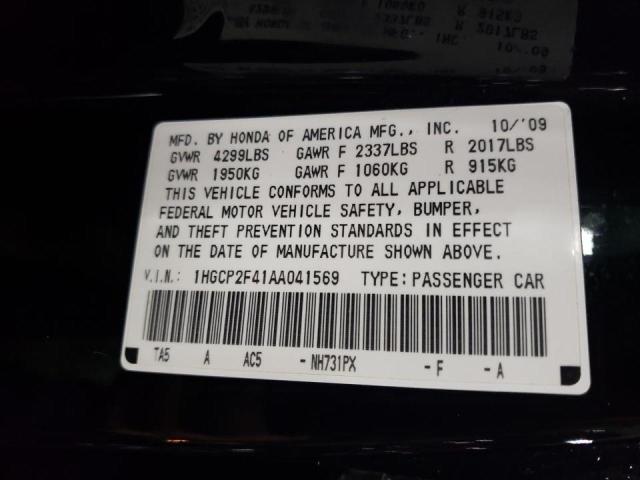 MFD. BY HONDA OF AMERICA MFG., INC. 10/'09
GVWR 4299LBS GAWR F 2337LBS R 2017LBS
GVWR 1950KG GAWR F 1060KG R 915KG
THIS VEHICLE CONFORMS TO ALL APPLICABLE
FEDERAL MOTOR VEHICLE SAFETY, BUMPER,
AND THEFT PREVENTION STANDARDS IN EFFECT
ON THE DATE OF MANUFACTURE SHOWN ABOVE.
V.I.N.: 1HGCP2F41AA041569 TYPE: PASSENGER CAR
TA5 A AC5 - NH731PX - F - A